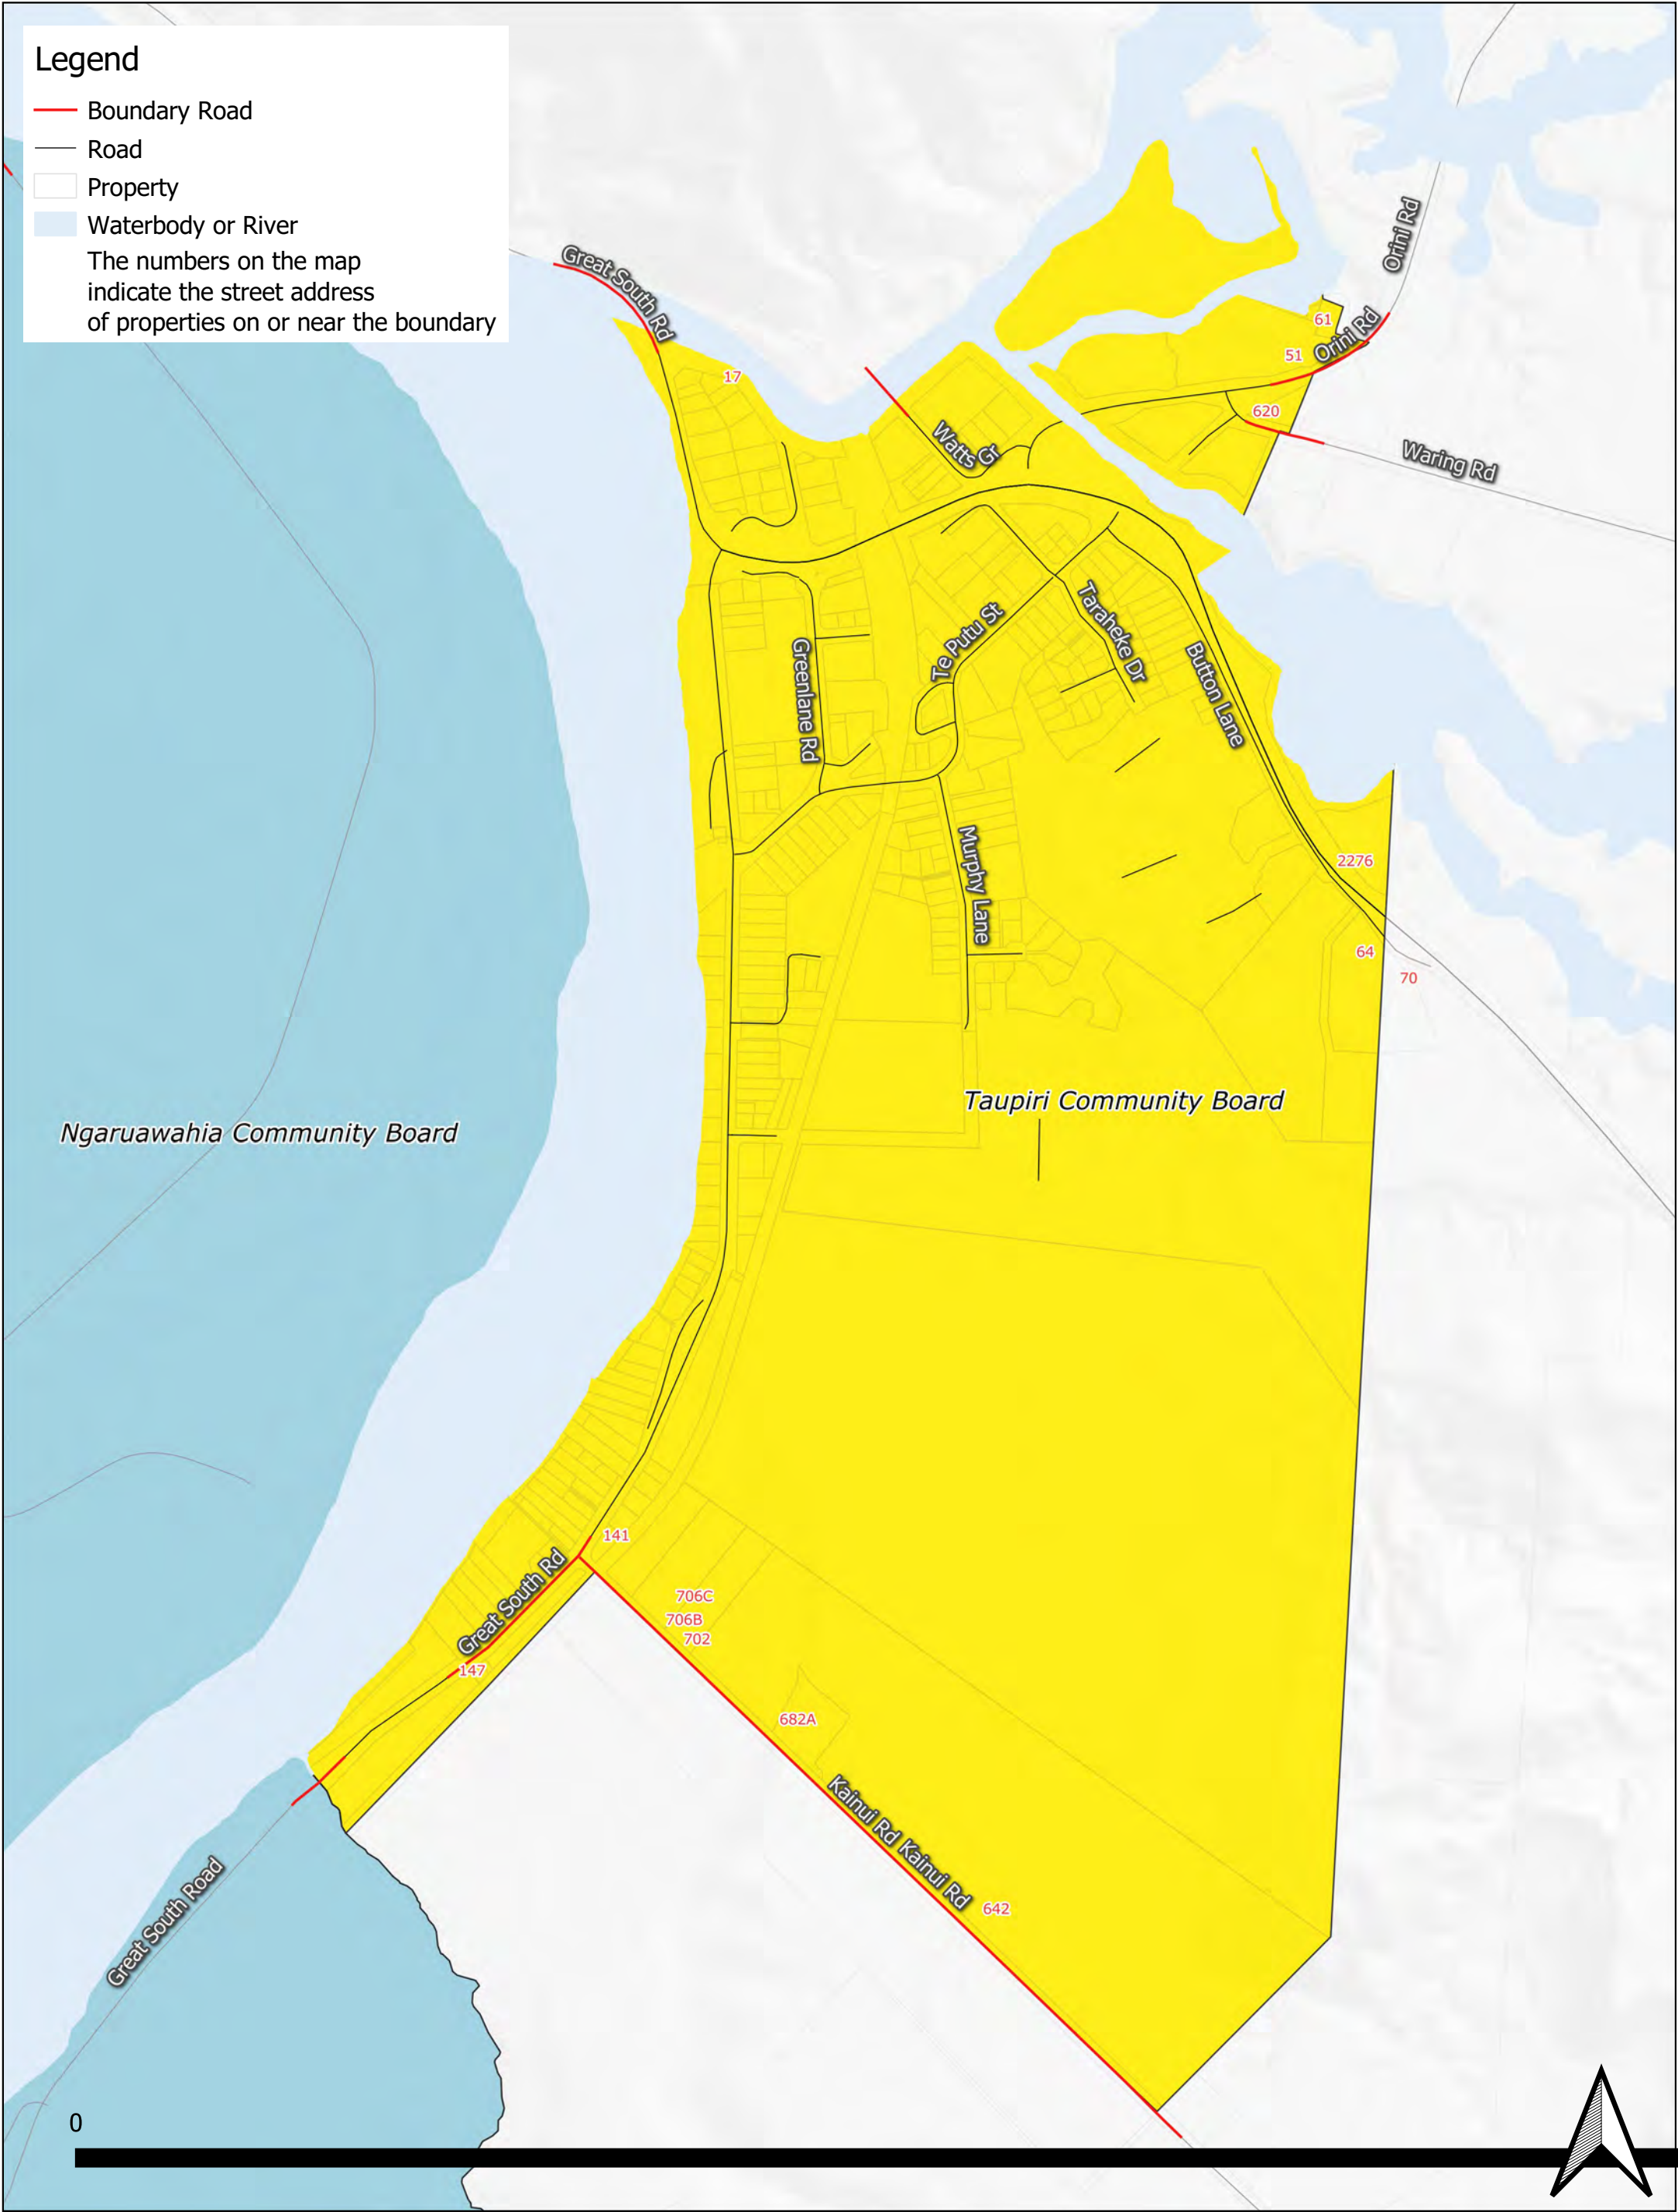 Legend
Boundary Road
Road
Property
Waterbody or River
The numbers on the map
indicate the street address
of properties on or near the boundary
Orini Rd
Great South Rd
61
Orini Rd
51
17
620
Watts Gr
Waring Rd
Taraheke Dr
Te Putu St
Greenlane Rd
Button Lane
Murphy Lane
2276
64
70
Taupiri Community Board
Ngaruawahia Community Board
141
Great South Rd
706C
706B
702
147
682A
Kainui Rd Kainui Rd
642
Great South Road
0